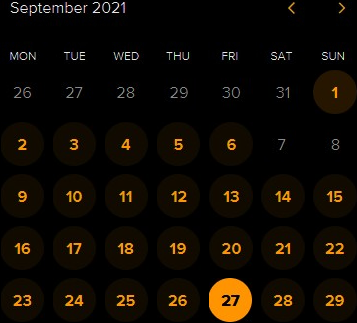 September 2021
MON TUE WED THU FRI SAT SUN
26 27 28 29 30 31 1
2 3 4 5 6 7 8
9 10 11 12 13 14 15
16 17 18 19 20 21 22
23 24 25 26 27 28 29